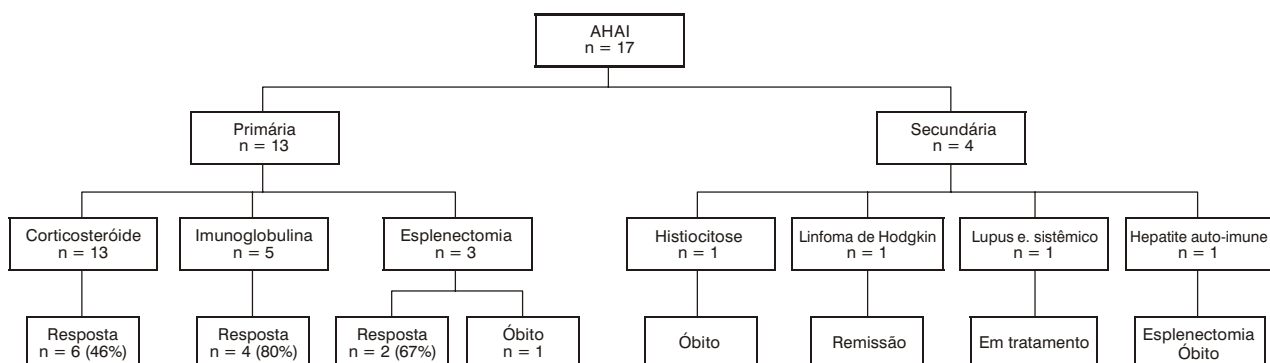 AHAI
n = 17
Primária
n = 13
Secundária
n = 4
Corticosteróide
n = 13
Imunoglobulina
n = 5
Esplenectomia
n = 3
Histiocitose
n = 1
Linfoma de Hodgkin
n = 1
Lupus e. sistêmico
n = 1
Hepatite auto-imune
n = 1
Resposta
n = 6 (46%)
Resposta
n = 4 (80%)
Resposta
n = 2 (67%)
Óbito
n = 1
Óbito
Remissão
Em tratamento
Esplenectomia
Óbito